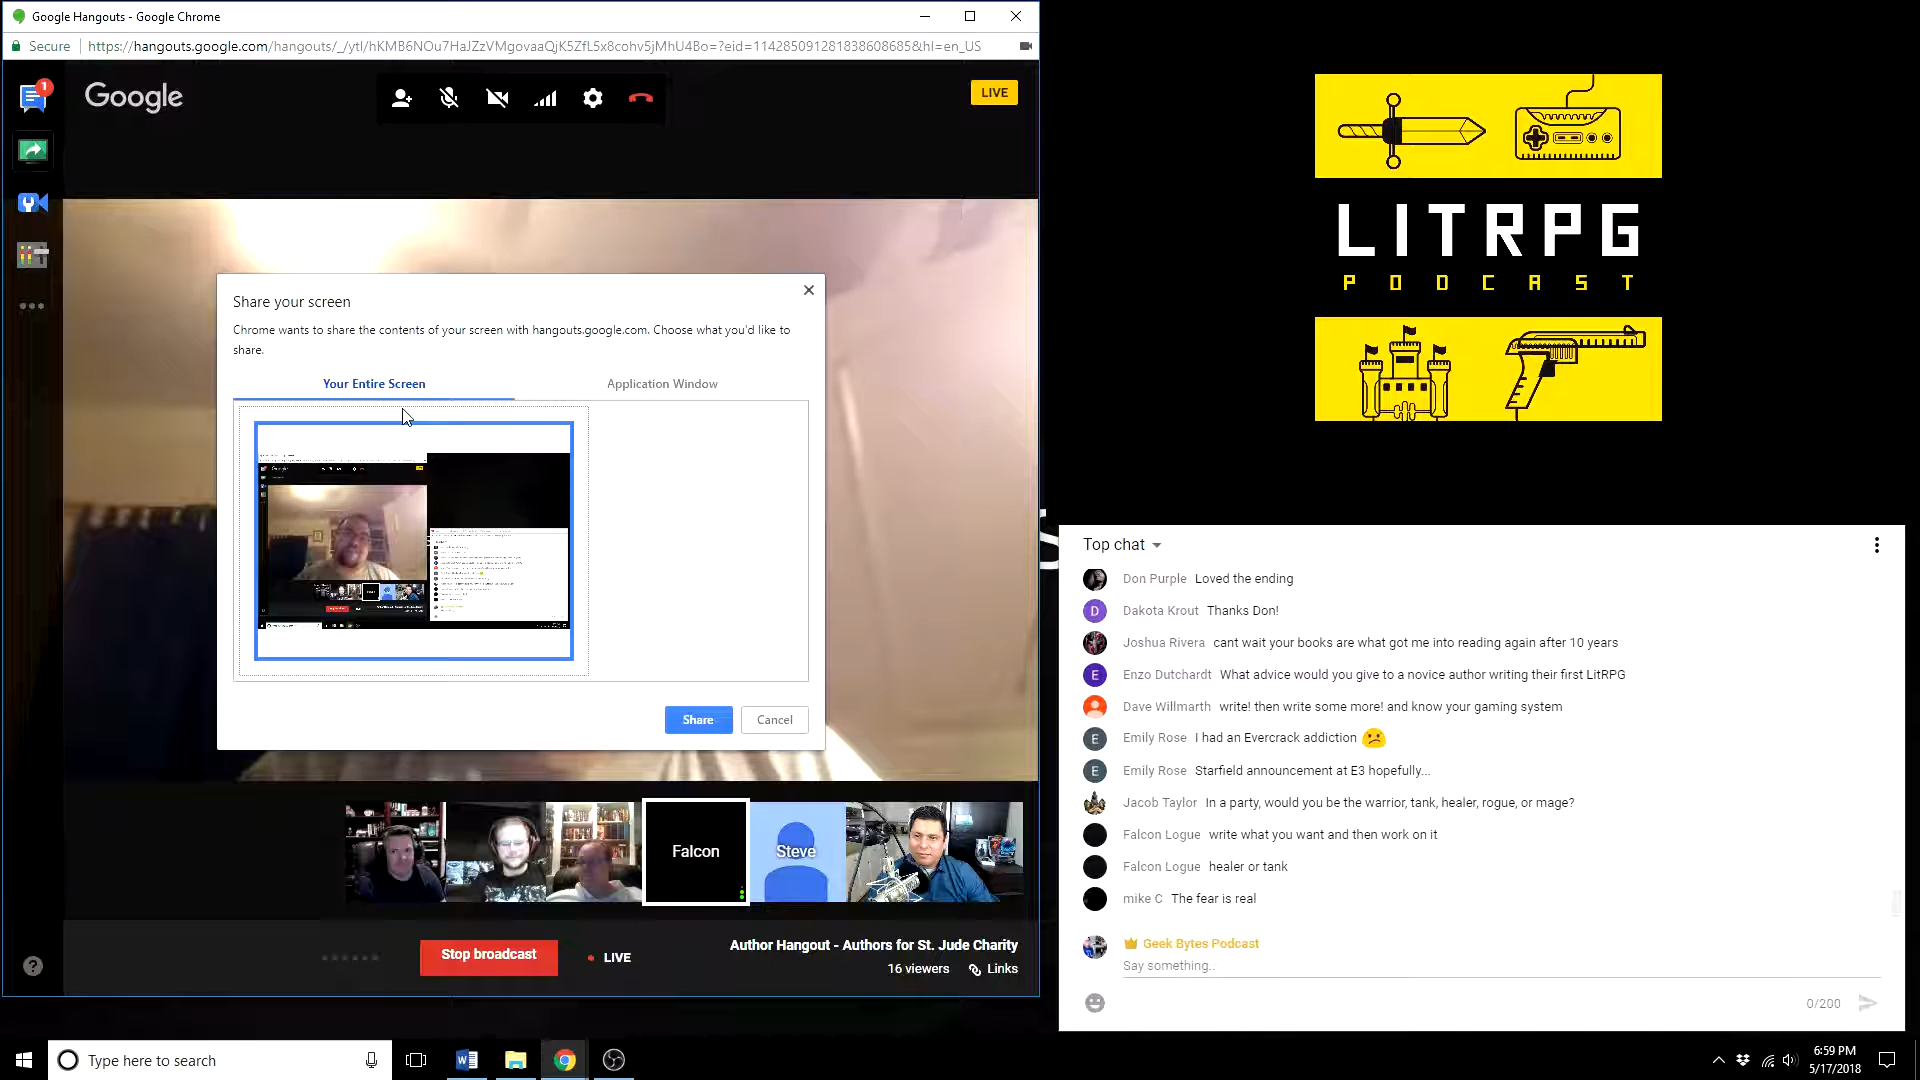 Google Hangouts - Google Chrome
Secure
https://hangouts.google.com/hangouts/_/ytl/hKMB6NOu7HaJZzVMgovaaQjK5ZfL5x8cohv5jMhU4Bo=?eid=114285091281838608685&hl=en_US
1
Google
LIVE
Share your screen
Chrome wants to share the contents of your screen with hangouts.google.com. Choose what you'd like to
share.
Your Entire Screen
Application Window
Share
Cancel
Falcon
Steve
Stop broadcast
LIVE
Author Hangout - Authors for St. Jude Charity
16 viewers
Links
LITRPG
PODCAST
Top chat
Don Purple Loved the ending
D Dakota Krout Thanks Don!
Joshua Rivera cant wait your books are what got me into reading again after 10 years
E Enzo Dutchardt What advice would you give to a novice author writing their first LitRPG
Dave Willmarth write! then write some more! and know your gaming system
E Emily Rose I had an Evercrack addiction
E Emily Rose Starfield announcement at E3 hopefully...
Jacob Taylor In a party, would you be the warrior, tank, healer, rogue, or mage?
Falcon Logue write what you want and then work on it
Falcon Logue healer or tank
mike C The fear is real
Geek Bytes Podcast
Say something..
0/200
Type here to search
6:59 PM
5/17/2018